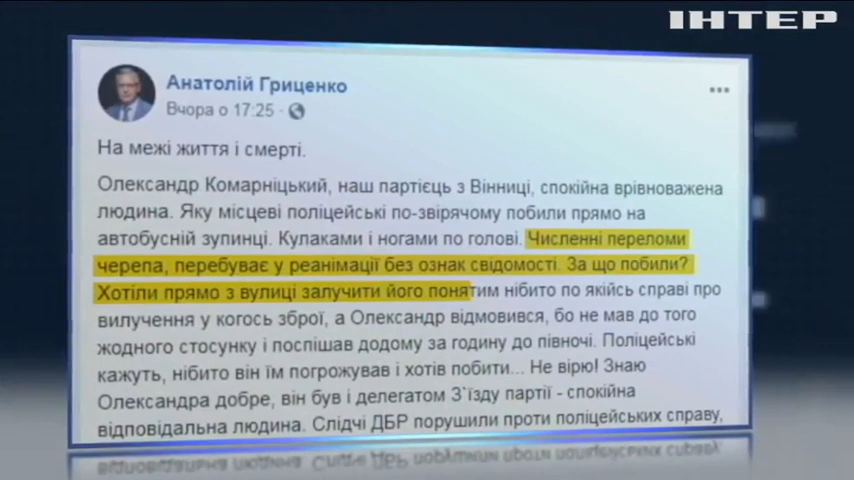 ІНТЕР
Анатолій Гриценко
Вчора о 17:25 ·
На межі життя і смерті.
Олександр Комарніцький, наш партієць з Вінниці, спокійна врівноважена
людина. Яку місцеві поліцейські по-звірячому побили прямо на
автобусній зупинці. Кулаками і ногами по голові. Численні переломи
черепа, перебуває у реанімації без ознак свідомості. За що побили?
Хотіли прямо з вулиці залучити його понятим нібито по якійсь справі про
вилучення у когось зброї, а Олександр відмовився, бо не мав до того
жодного стосунку і поспішав додому за годину до півночі. Поліцейські
кажуть, нібито він їм погрожував і хотів побити... Не вірю! Знаю
Олександра добре, він був і делегатом З`їзду партії - спокійна
відповідальна людина. Слідчі ДБР порушили проти поліцейських справу,